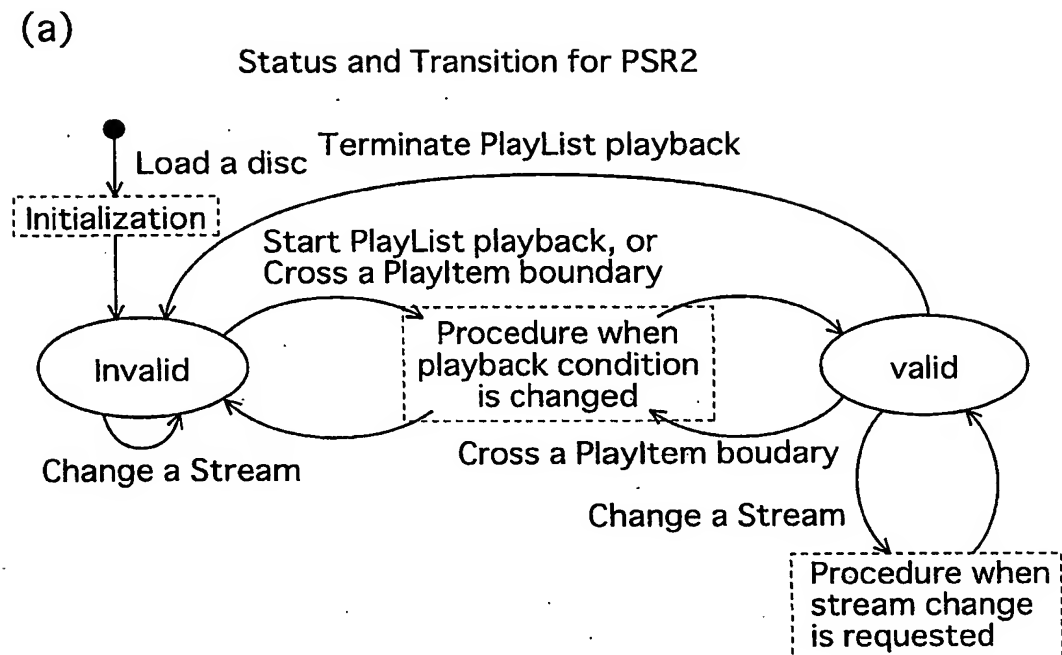 (a)
Status and Transition for PSR2
Load a disc
Terminate PlayList playback
Initialization
Start PlayList playback, or
Cross a PlayItem boundary
Invalid
Procedure when
playback condition
is changed
valid
Change a Stream
Cross a PlayItem boudary
Change a Stream
Procedure when
stream change
is requested